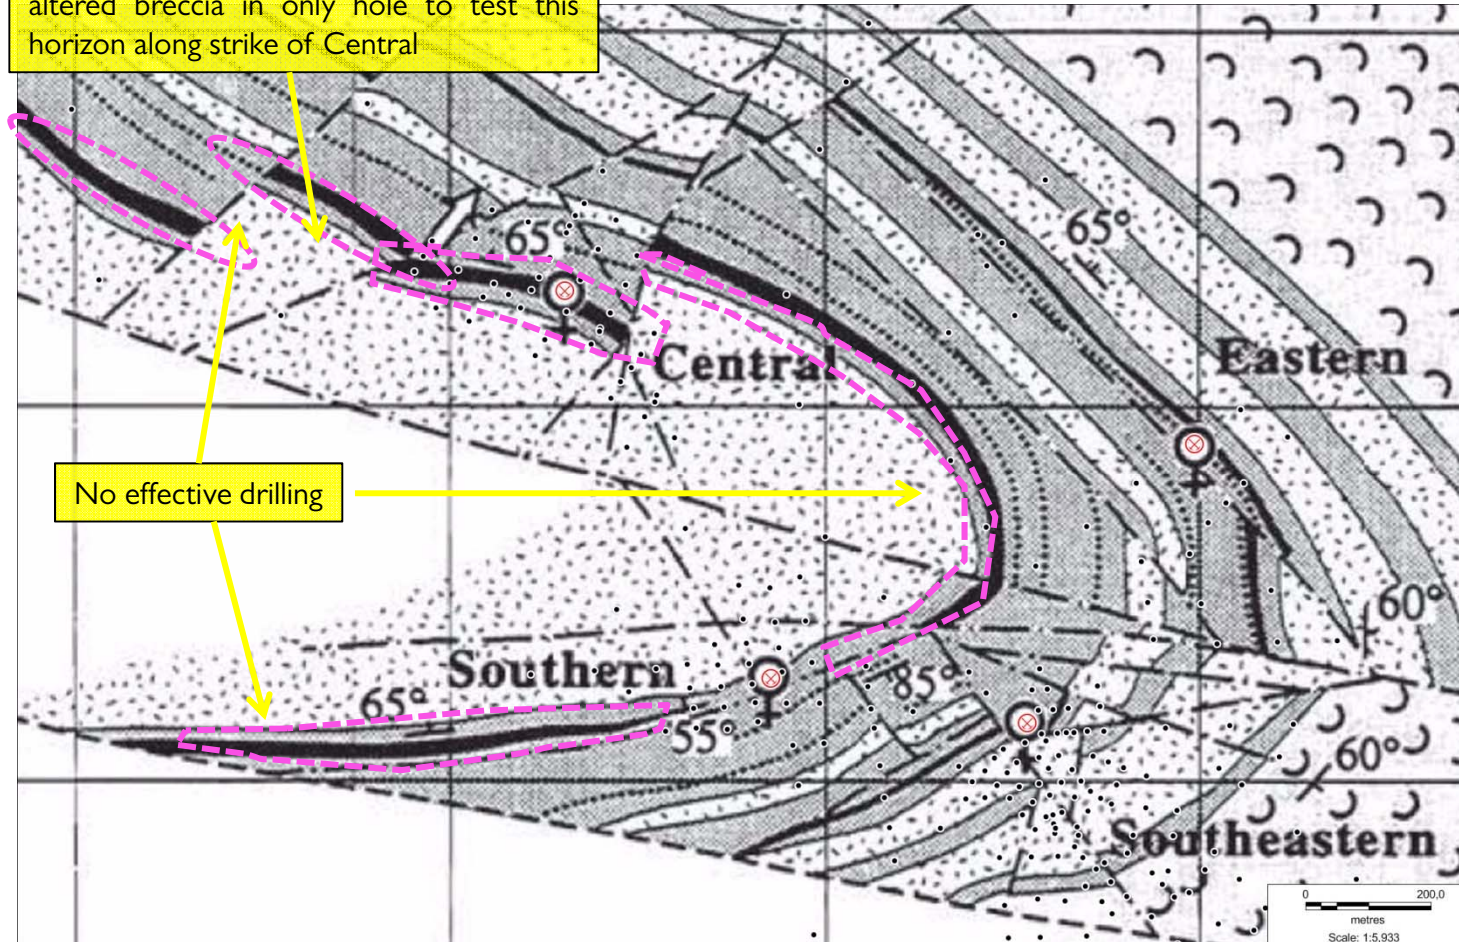 altered breccia in only hole to test this
horizon along strike of Central
65°
65°
Central
Eastern
No effective drilling
60°
Southern
85°
65°
55°
60°
Southeastern
0 200,0
metres
Scale: 1:5,933